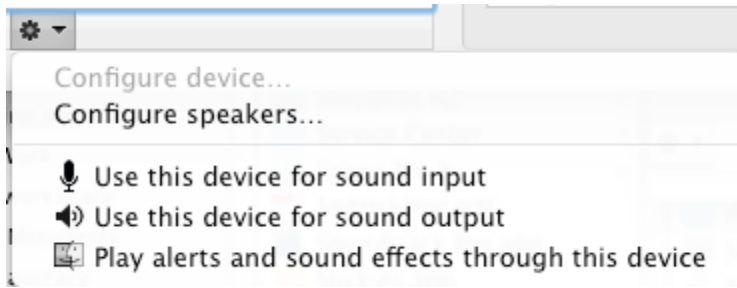 Configure device...
Configure speakers...
Use this device for sound input
Use this device for sound output
Play alerts and sound effects through this device